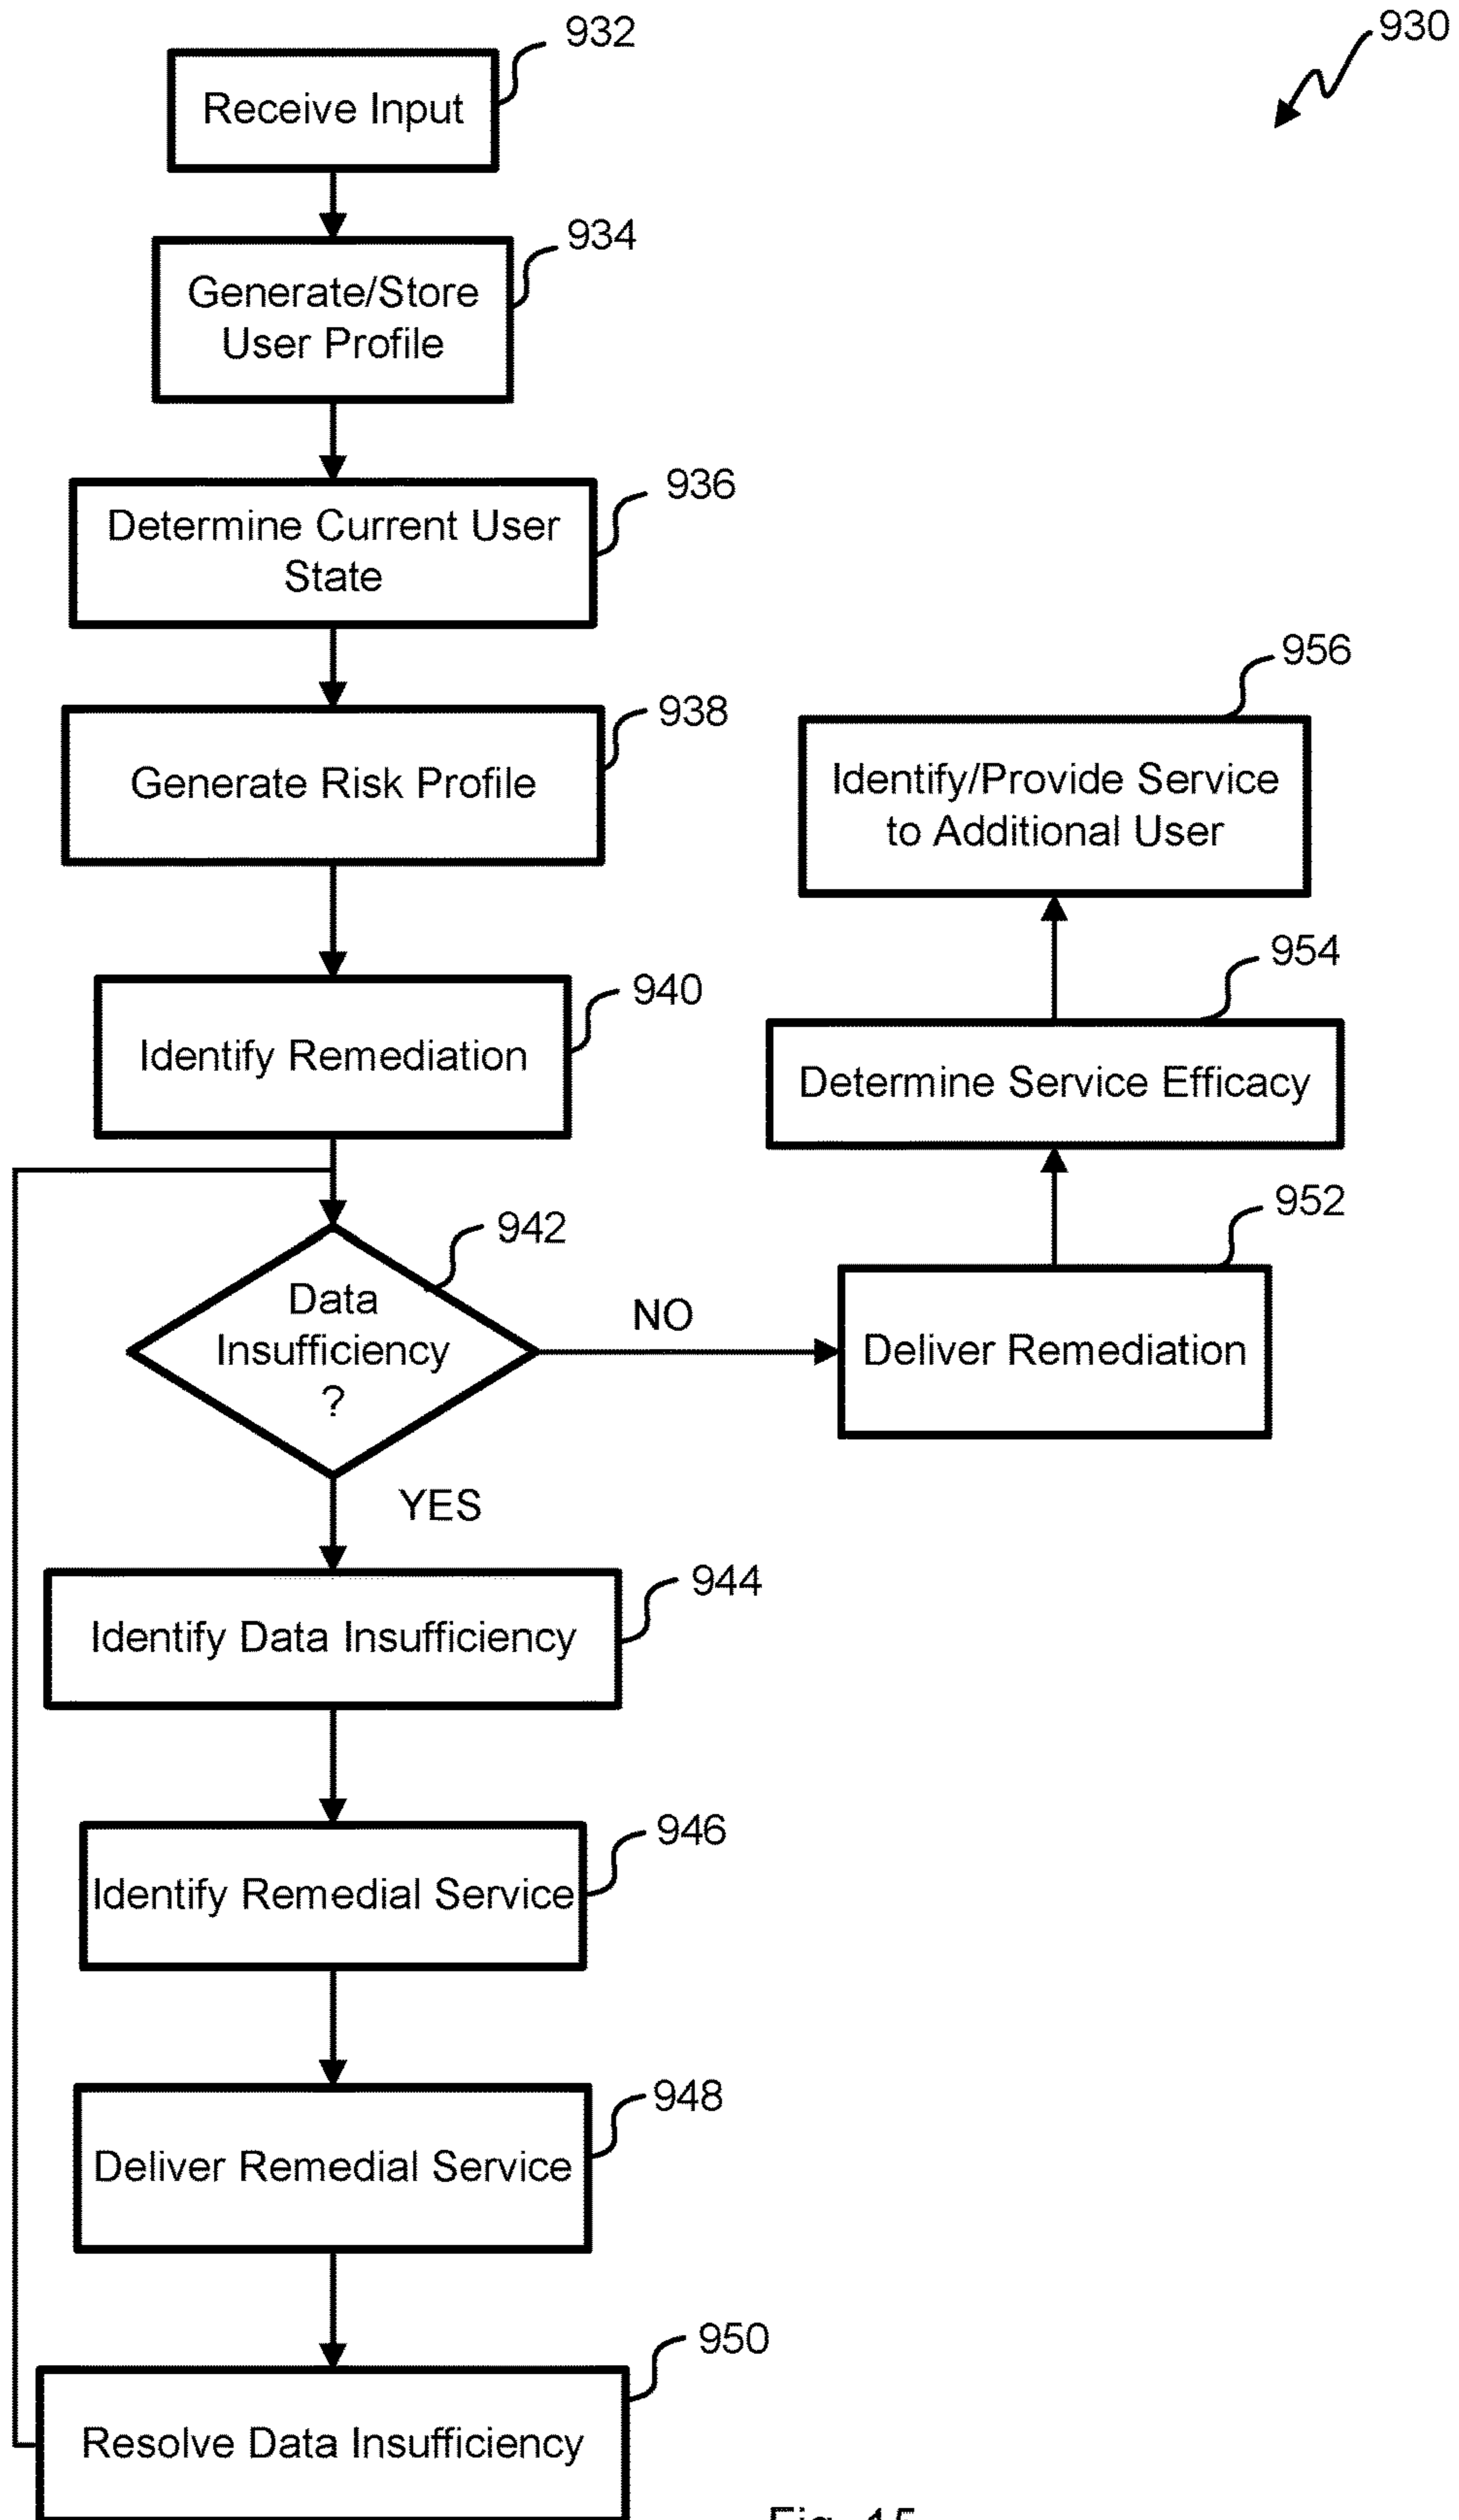 930
932
Receive Input
934
Generate/Store
User Profile
936
Determine Current User
State
938
Generate Risk Profile
940
Identify Remediation
942
Data
Insufficiency
?
NO
YES
944
Identify Data Insufficiency
946
Identify Remedial Service
948
Deliver Remedial Service
950
Resolve Data Insufficiency
952
Deliver Remediation
954
Determine Service Efficacy
956
Identify/Provide Service
to Additional User
Fig. 15